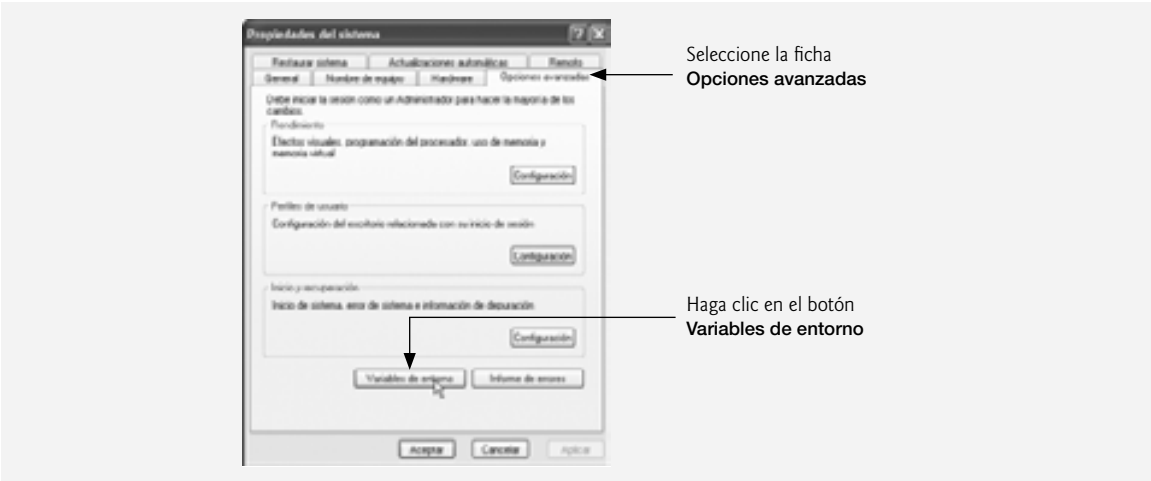 Propiedades del sistema
Restaurar sistema Actualizaciones automáticas Remoto
General Nombre de equipo Hardware Opciones avanzadas
Debe iniciar la sesión como un Administrador para hacer la mayoría de los
cambios.
Rendimiento
Efectos visuales, programación del procesador, uso de memoria y
memoria virtual
Configuración
Perfiles de usuario
Configuración del escritorio relacionada con su inicio de sesión
Configuración
Inicio y recuperación
Inicio de sistema, error de sistema e información de depuración
Configuración
Variables de entorno Informe de errores
Aceptar Cancelar Aplicar
Seleccione la ficha
Opciones avanzadas
Haga clic en el botón
Variables de entorno